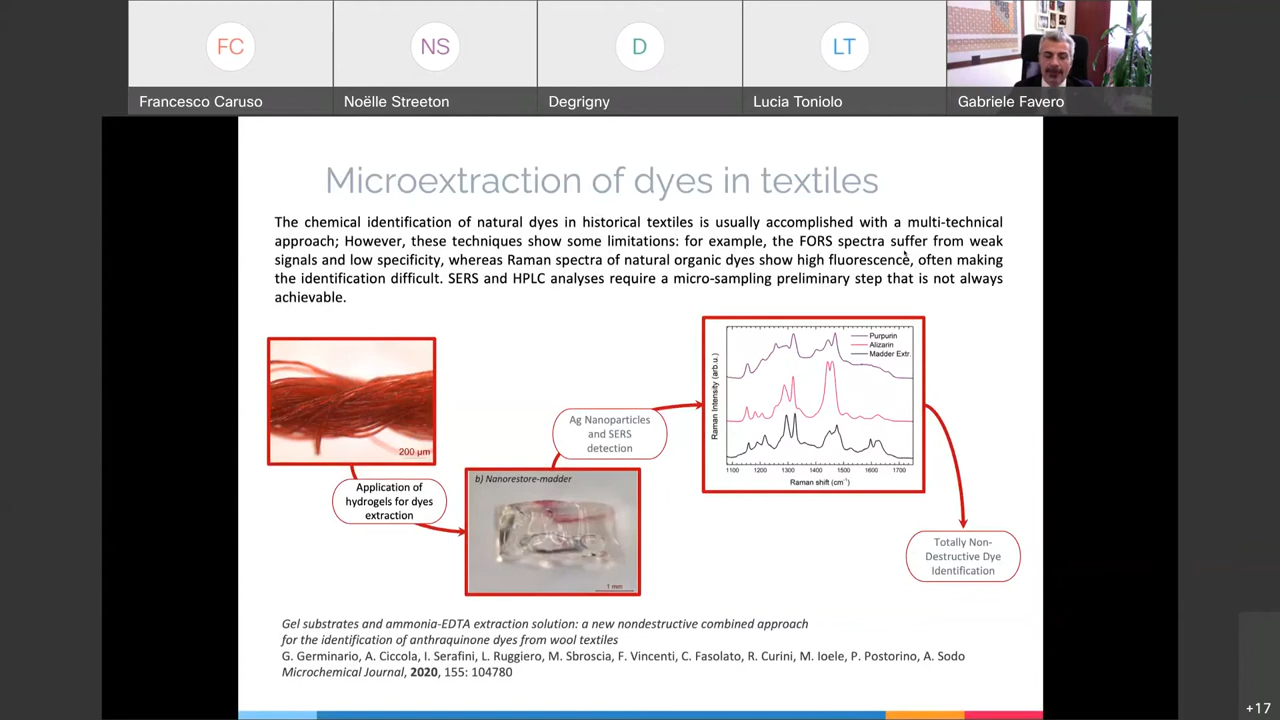 FC
NS
D
LT
Francesco Caruso
Noëlle Streeton
Degrigny
Lucia Toniolo
Gabriele Favero
Microextraction of dyes in textiles
The chemical identification of natural dyes in historical textiles is usually accomplished with a multi-technical
approach; However, these techniques show some limitations: for example, the FORS spectra suffer from weak
signals and low specificity, whereas Raman spectra of natural organic dyes show high fluorescence, often making
the identification difficult. SERS and HPLC analyses require a micro-sampling preliminary step that is not always
achievable.
200 µm
Application of
hydrogels for dyes
extraction
b) Nanorestore-madder
1 mm
Ag Nanoparticles
and SERS
detection
Purpurin
Alizarin
Madder Extr.
Raman Intensity (arb.u.)
1100 1200 1300 1400 1500 1600 1700
Raman shift (cm⁻¹)
Totally Non-
Destructive Dye
Identification
Gel substrates and ammonia-EDTA extraction solution: a new nondestructive combined approach
for the identification of anthraquinone dyes from wool textiles
G. Germinario, A. Ciccola, I. Serafini, L. Ruggiero, M. Sbroscia, F. Vincenti, C. Fasolato, R. Curini, M. Ioele, P. Postorino, A. Sodo
Microchemical Journal, 2020, 155: 104780
+17